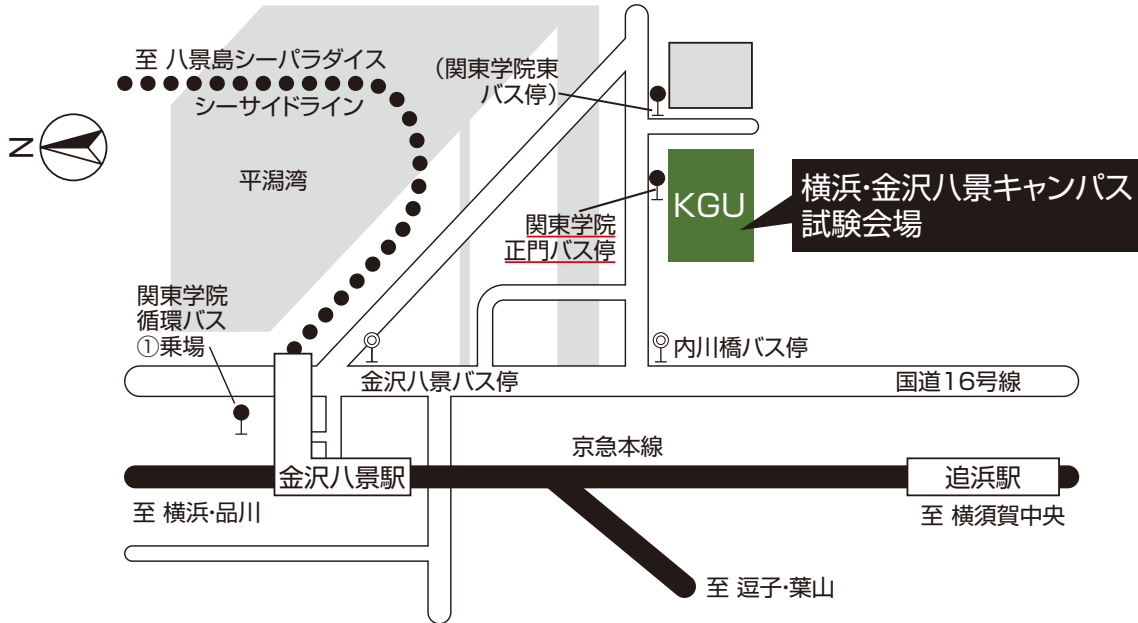 至 八景島シーパラダイス
シーサイドライン
(関東学院東
バス停)
N
平潟湾
KGU
横浜・金沢八景キャンパス
試験会場
関東学院
正門バス停
関東学院
循環バス
①乗場
内川橋バス停
金沢八景バス停
国道16号線
京急本線
金沢八景駅
追浜駅
至 横浜・品川
至 横須賀中央
至 逗子・葉山